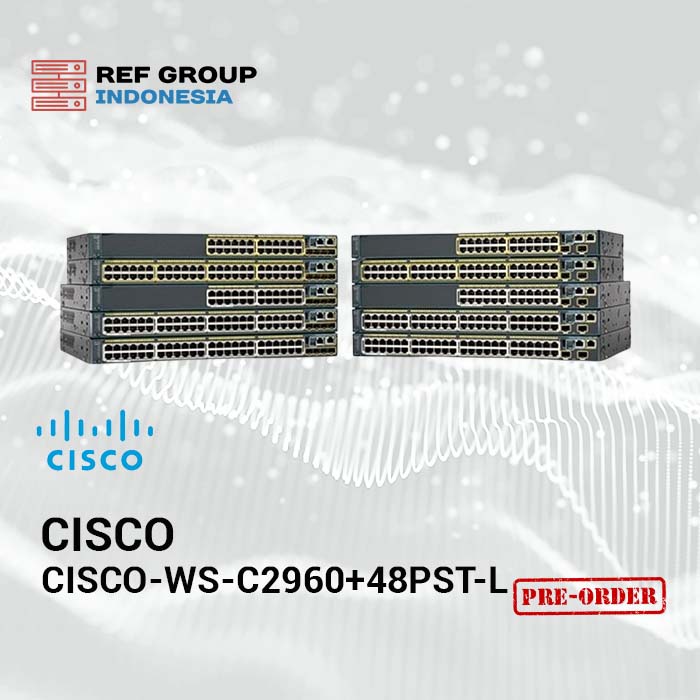 REF GROUP
INDONESIA
CISCO
CISCO
CISCO-WS-C2960+48PST-L
PRE-ORDER